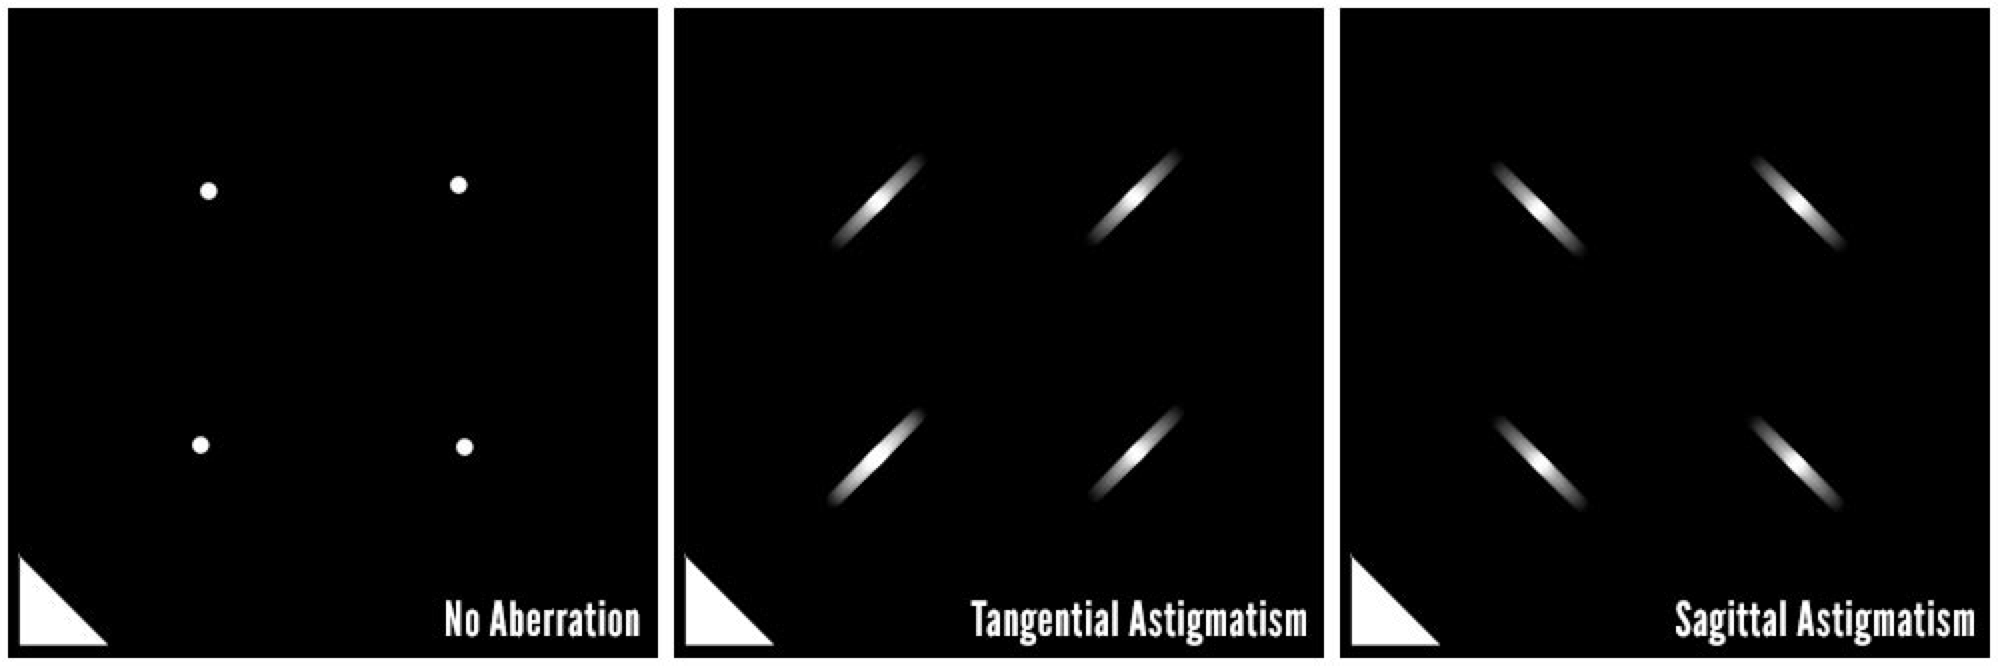 No Aberration
Tangential Astigmatism
Sagittal Astigmatism